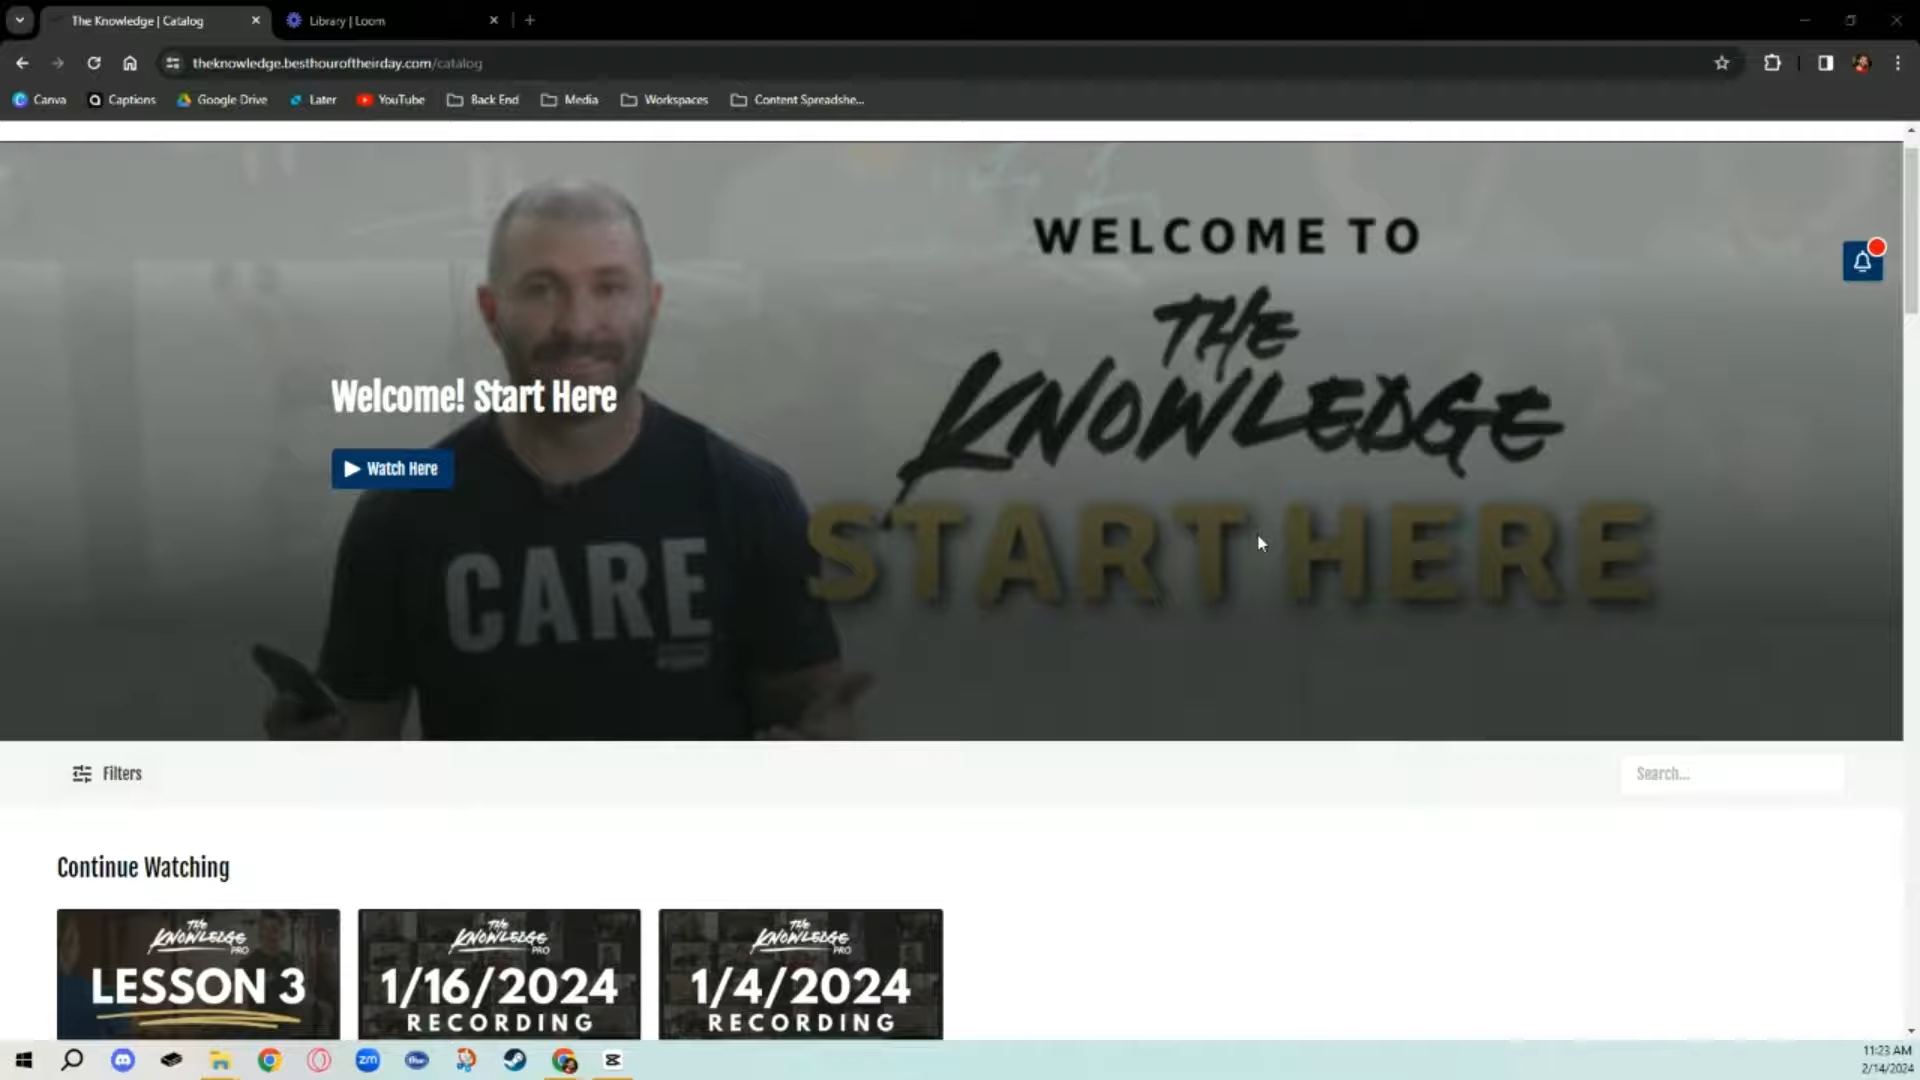 The Knowledge | Catalog
Library | Loom
theknowledge.besthouroftheirday.com/catalog
Canva
Captions
Google Drive
Later
YouTube
Back End
Media
Workspaces
Content Spreadshe...
WELCOME TO
THE
KNOWLEDGE
START HERE
Welcome! Start Here
Watch Here
CARE
Filters
Search...
Continue Watching
THE
KNOWLEDGE
PRO
LESSON 3
THE
KNOWLEDGE
PRO
1/16/2024
RECORDING
THE
KNOWLEDGE
PRO
1/4/2024
RECORDING
zm
11:23 AM
2/14/2024